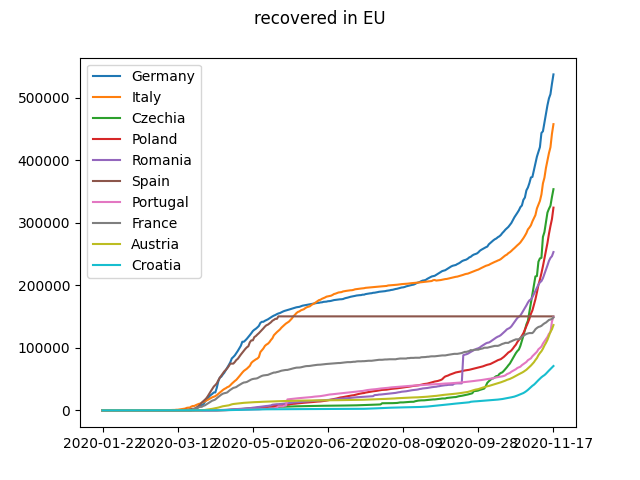 recovered in EU
Germany
Italy
Czechia
Poland
Romania
Spain
Portugal
France
Austria
Croatia
500000
400000
300000
200000
100000
0
2020-01-22 2020-03-12 2020-05-01 2020-06-20 2020-08-09 2020-09-28 2020-11-17